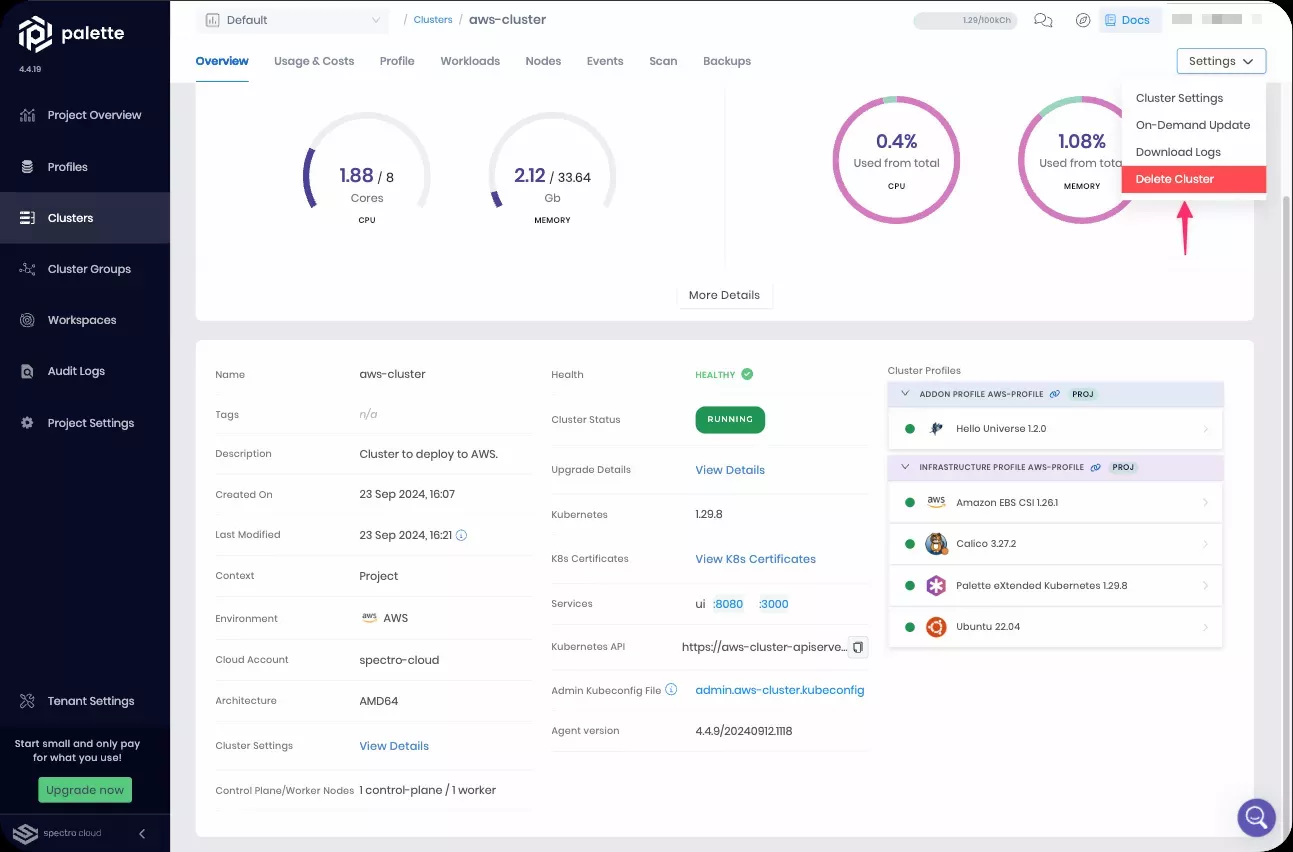 palette
4.4.19
Project Overview
Profiles
Clusters
Cluster Groups
Workspaces
Audit Logs
Project Settings
Tenant Settings
Start small and only pay
for what you use!
Upgrade now
spectro cloud
Default
/ Clusters / aws-cluster
1.29/100kCh
Docs
Overview
Usage & Costs
Profile
Workloads
Nodes
Events
Scan
Backups
Settings
Cluster Settings
On-Demand Update
Download Logs
Delete Cluster
1.88 / 8
Cores
CPU
2.12 / 33.64
Gb
MEMORY
0.4%
Used from total
CPU
1.08%
Used from tota
MEMORY
More Details
Name aws-cluster
Tags n/a
Description Cluster to deploy to AWS.
Created On 23 Sep 2024, 16:07
Last Modified 23 Sep 2024, 16:21
Context Project
Environment aws AWS
Cloud Account spectro-cloud
Architecture AMD64
Cluster Settings View Details
Control Plane/Worker Nodes 1 control-plane / 1 worker
Health HEALTHY
Cluster Status RUNNING
Upgrade Details View Details
Kubernetes 1.29.8
K8s Certificates View K8s Certificates
Services ui :8080 :3000
Kubernetes API https://aws-cluster-apiserve...
Admin Kubeconfig File admin.aws-cluster.kubeconfig
Agent version 4.4.9/20240912.1118
Cluster Profiles
ADDON PROFILE AWS-PROFILE PROJ
Hello Universe 1.2.0
INFRASTRUCTURE PROFILE AWS-PROFILE PROJ
aws Amazon EBS CSI 1.26.1
Calico 3.27.2
Palette eXtended Kubernetes 1.29.8
Ubuntu 22.04